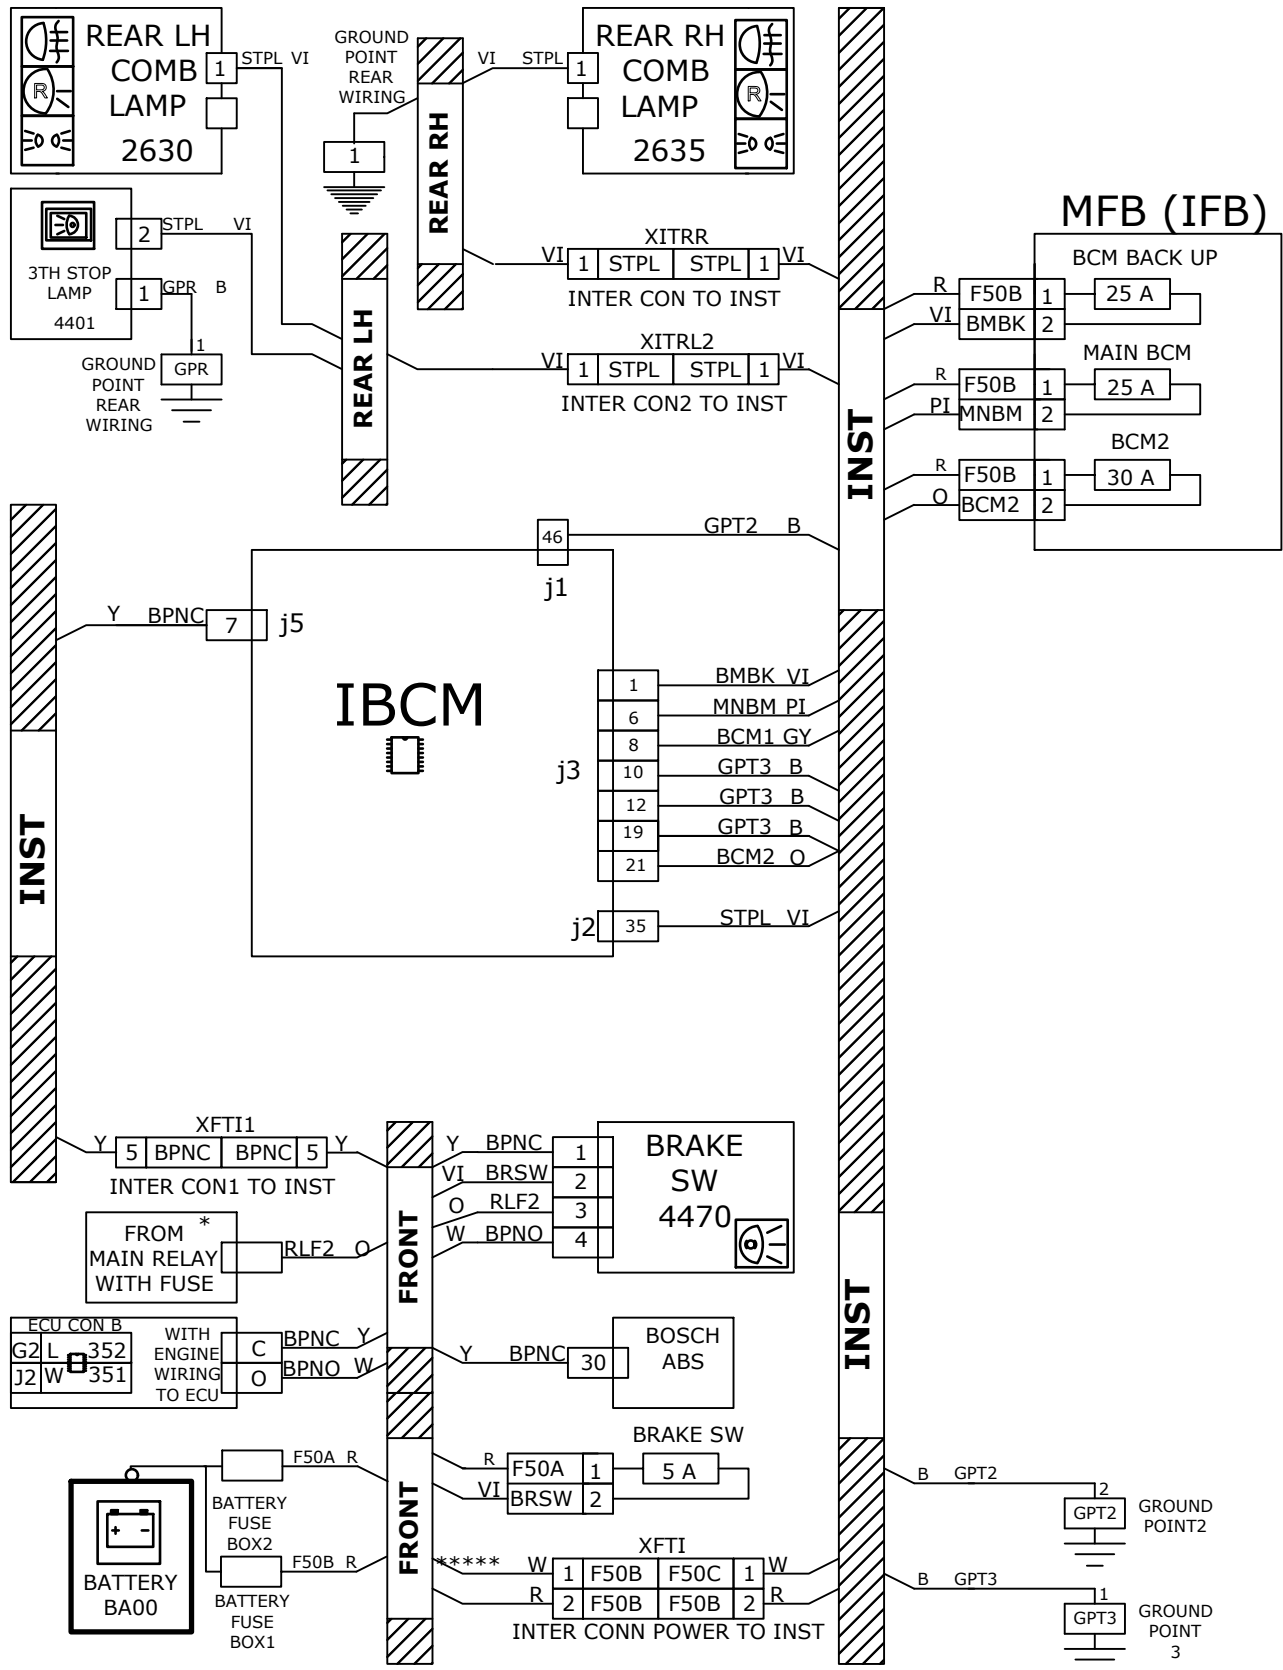 REAR LH
COMB
LAMP
2630
R
1
STPL VI
GROUND
POINT
REAR
WIRING
1
REAR RH
VI STPL
1
REAR RH
COMB
LAMP
2635
R
3TH STOP
LAMP
4401
2
STPL VI
1
GPR B
1
GPR
GROUND
POINT
REAR
WIRING
REAR LH
XITRR
VI 1 STPL STPL 1 VI
INTER CON TO INST
XITRL2
VI 1 STPL STPL 1 VI
INTER CON2 TO INST
INST
MFB (IFB)
BCM BACK UP
R F50B 1 25 A
VI BMBK 2
MAIN BCM
R F50B 1 25 A
PI MNBM 2
BCM2
R F50B 1 30 A
O BCM2 2
46
GPT2 B
j1
Y BPNC 7 j5
IBCM
j3
1 BMBK VI
6 MNBM PI
8 BCM1 GY
10 GPT3 B
12 GPT3 B
19 GPT3 B
21 BCM2 O
j2 35 STPL VI
INST
XFTI1
Y 5 BPNC BPNC 5 Y
INTER CON1 TO INST
FROM *
MAIN RELAY
WITH FUSE
RLF2 O
FRONT
Y BPNC 1
VI BRSW 2
O RLF2 3
W BPNO 4
BRAKE
SW
4470
ECU CON B
G2 L 352
J2 W 351
WITH
ENGINE
WIRING
TO ECU
C BPNC Y
O BPNO W
Y BPNC 30
BOSCH
ABS
INST
BATTERY
BA00
+ -
F50A R
BATTERY
FUSE
BOX2
F50B R
BATTERY
FUSE
BOX1
FRONT
BRAKE SW
R F50A 1 5 A
VI BRSW 2
XFTI
***** W 1 F50B F50C 1 W
R 2 F50B F50B 2 R
INTER CONN POWER TO INST
B GPT2
2
GPT2
GROUND
POINT2
B GPT3
1
GPT3
GROUND
POINT
3